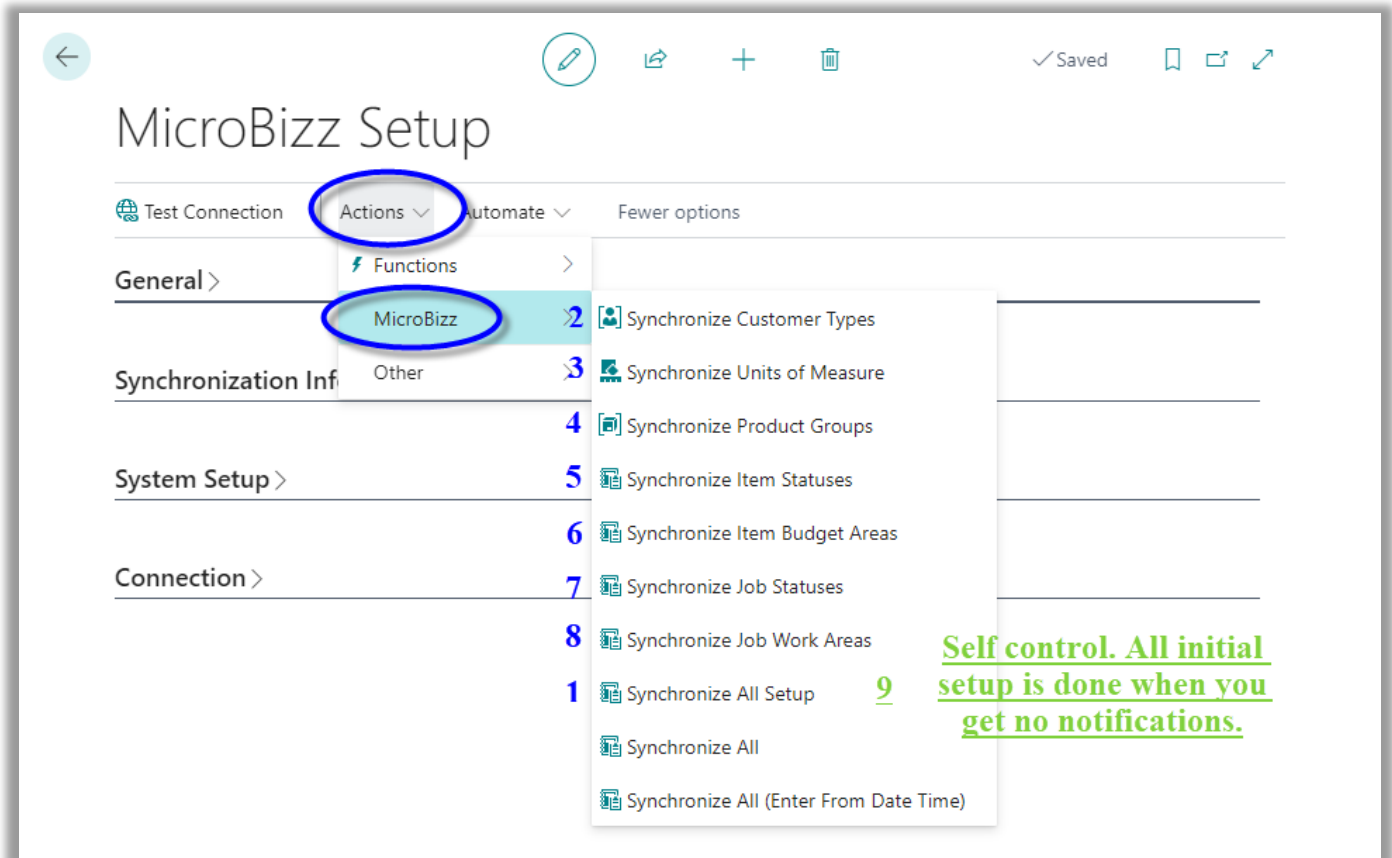 Saved
MicroBizz Setup
Test Connection Actions Automate Fewer options
General
Functions
MicroBizz
Other
Synchronization Inf
System Setup
Connection
2 Synchronize Customer Types
3 Synchronize Units of Measure
4 Synchronize Product Groups
5 Synchronize Item Statuses
6 Synchronize Item Budget Areas
7 Synchronize Job Statuses
8 Synchronize Job Work Areas
1 Synchronize All Setup 9
Synchronize All
Synchronize All (Enter From Date Time)
Self control. All initial
setup is done when you
get no notifications.